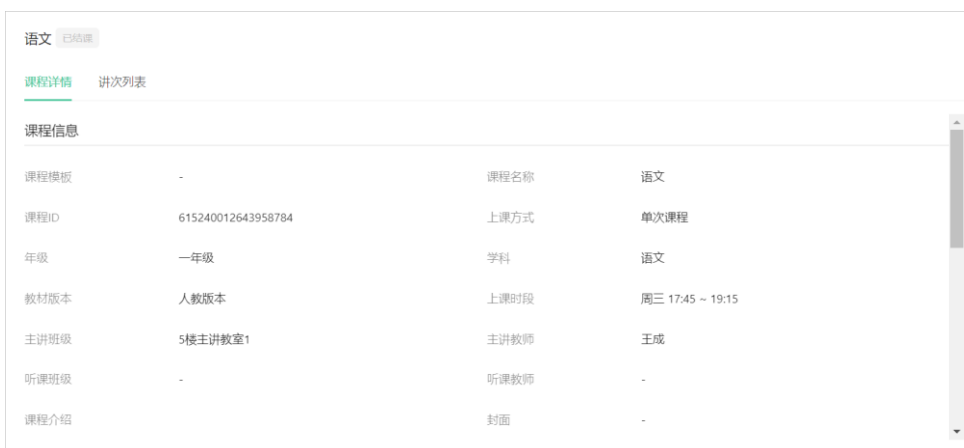 语文 已结课
课程详情 讲次列表
课程信息
课程模板 - 课程名称 语文
课程ID 615240012643958784 上课方式 单次课程
年级 一年级 学科 语文
教材版本 人教版本 上课时段 周三 17:45 ~ 19:15
主讲班级 5楼主讲教室1 主讲教师 王成
听课班级 - 听课教师 -
课程介绍 封面 -